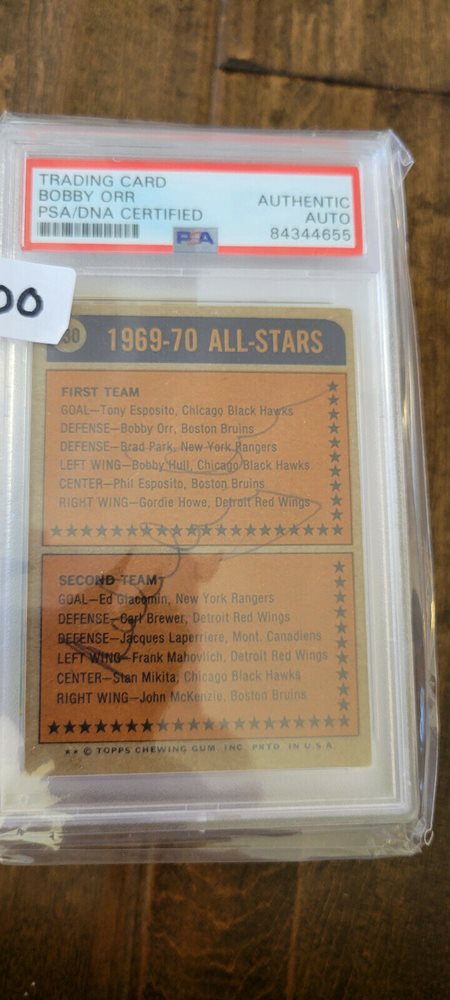 TRADING CARD
BOBBY ORR
PSA/DNA CERTIFIED
AUTHENTIC
AUTO
84344655
PSA
00
30 1969-70 ALL-STARS
FIRST TEAM
GOAL—Tony Esposito, Chicago Black Hawks
DEFENSE—Bobby Orr, Boston Bruins
DEFENSE—Brad Park, New York Rangers
LEFT WING—Bobby Hull, Chicago Black Hawks
CENTER—Phil Esposito, Boston Bruins
RIGHT WING—Gordie Howe, Detroit Red Wings
SECOND TEAM
GOAL—Ed Giacomin, New York Rangers
DEFENSE—Carl Brewer, Detroit Red Wings
DEFENSE—Jacques Laperriere, Mont. Canadiens
LEFT WING—Frank Mahovlich, Detroit Red Wings
CENTER—Stan Mikita, Chicago Black Hawks
RIGHT WING—John McKenzie, Boston Bruins
** © TOPPS CHEWING GUM, INC. PRTD. IN U.S.A.